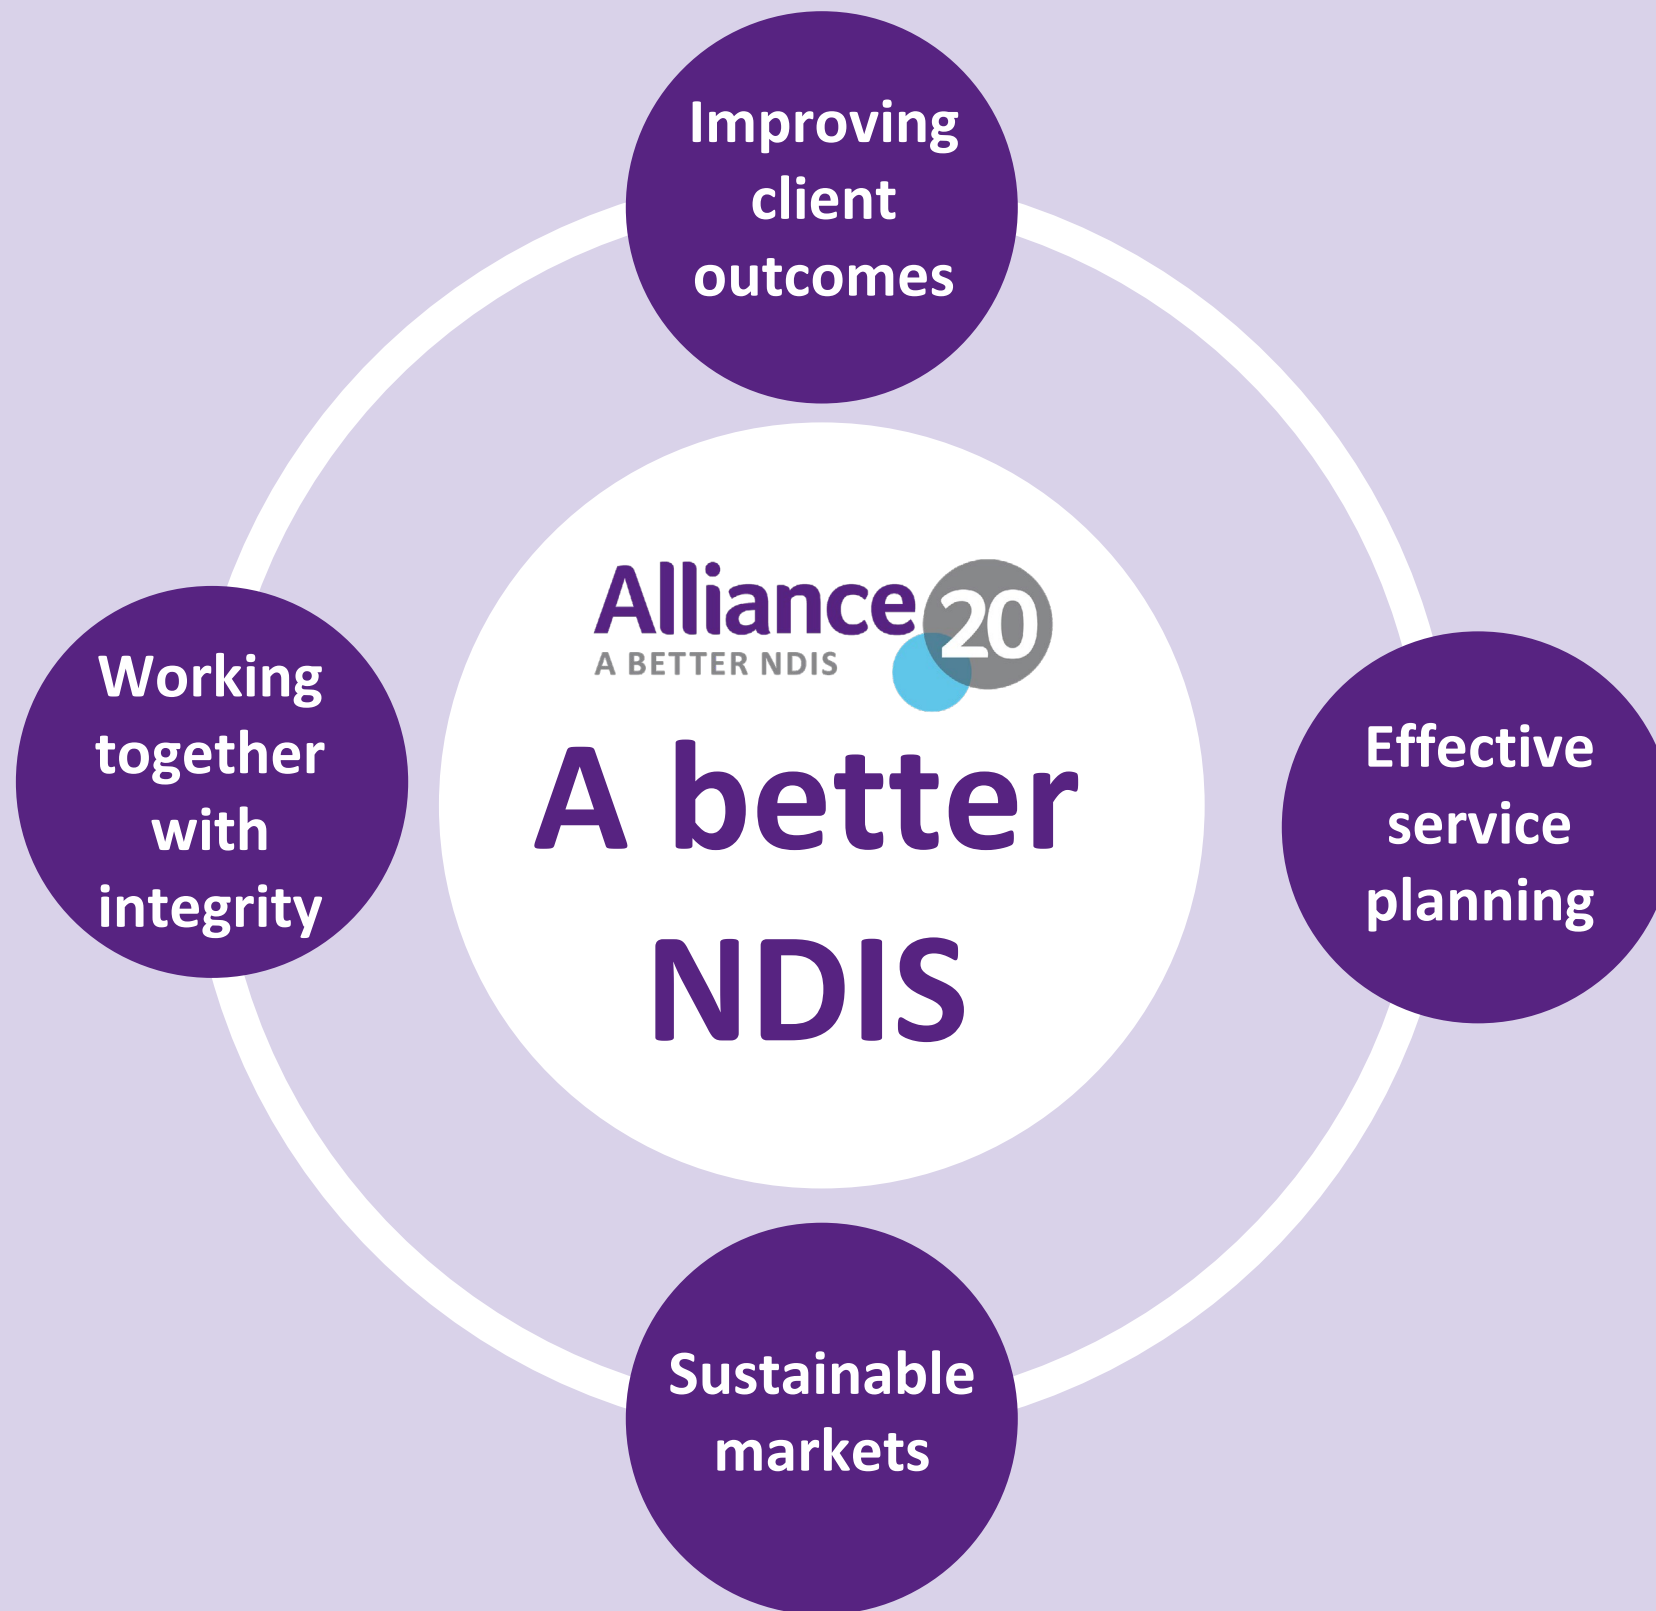 Improving
client
outcomes
Alliance 20
A BETTER NDIS
A better
NDIS
Working
together
with
integrity
Effective
service
planning
Sustainable
markets